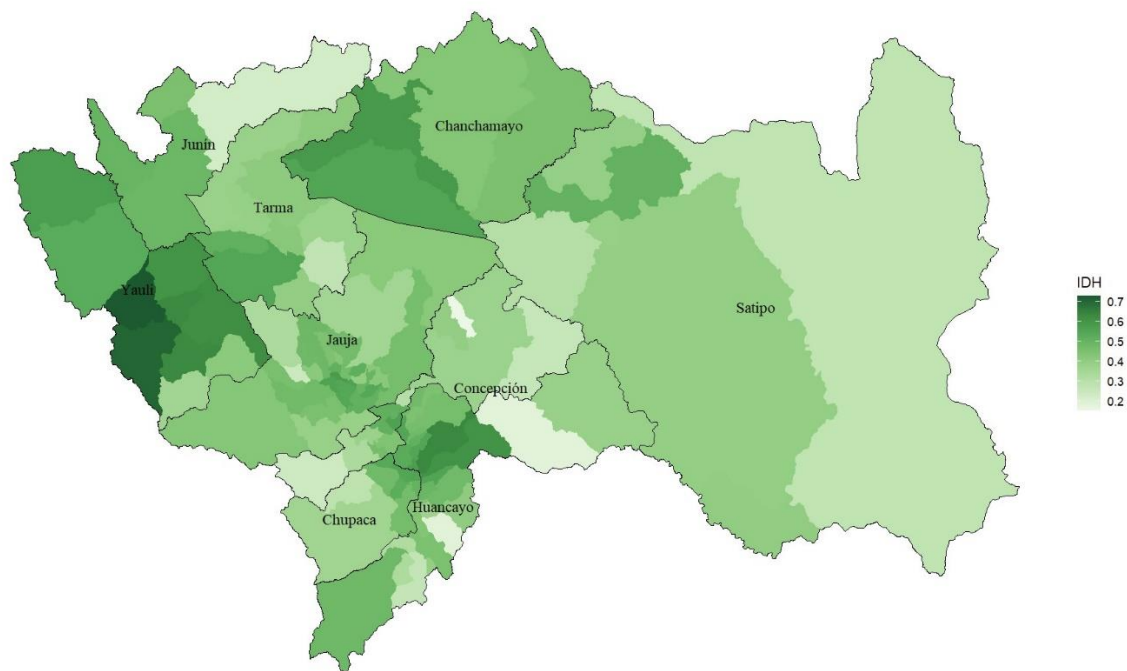 Chanchamayo
Junín
Tarma
Yauli
IDH
0.7
0.6
0.5
0.4
0.3
0.2
Satipo
Jauja
Concepción
Huancayo
Chupaca